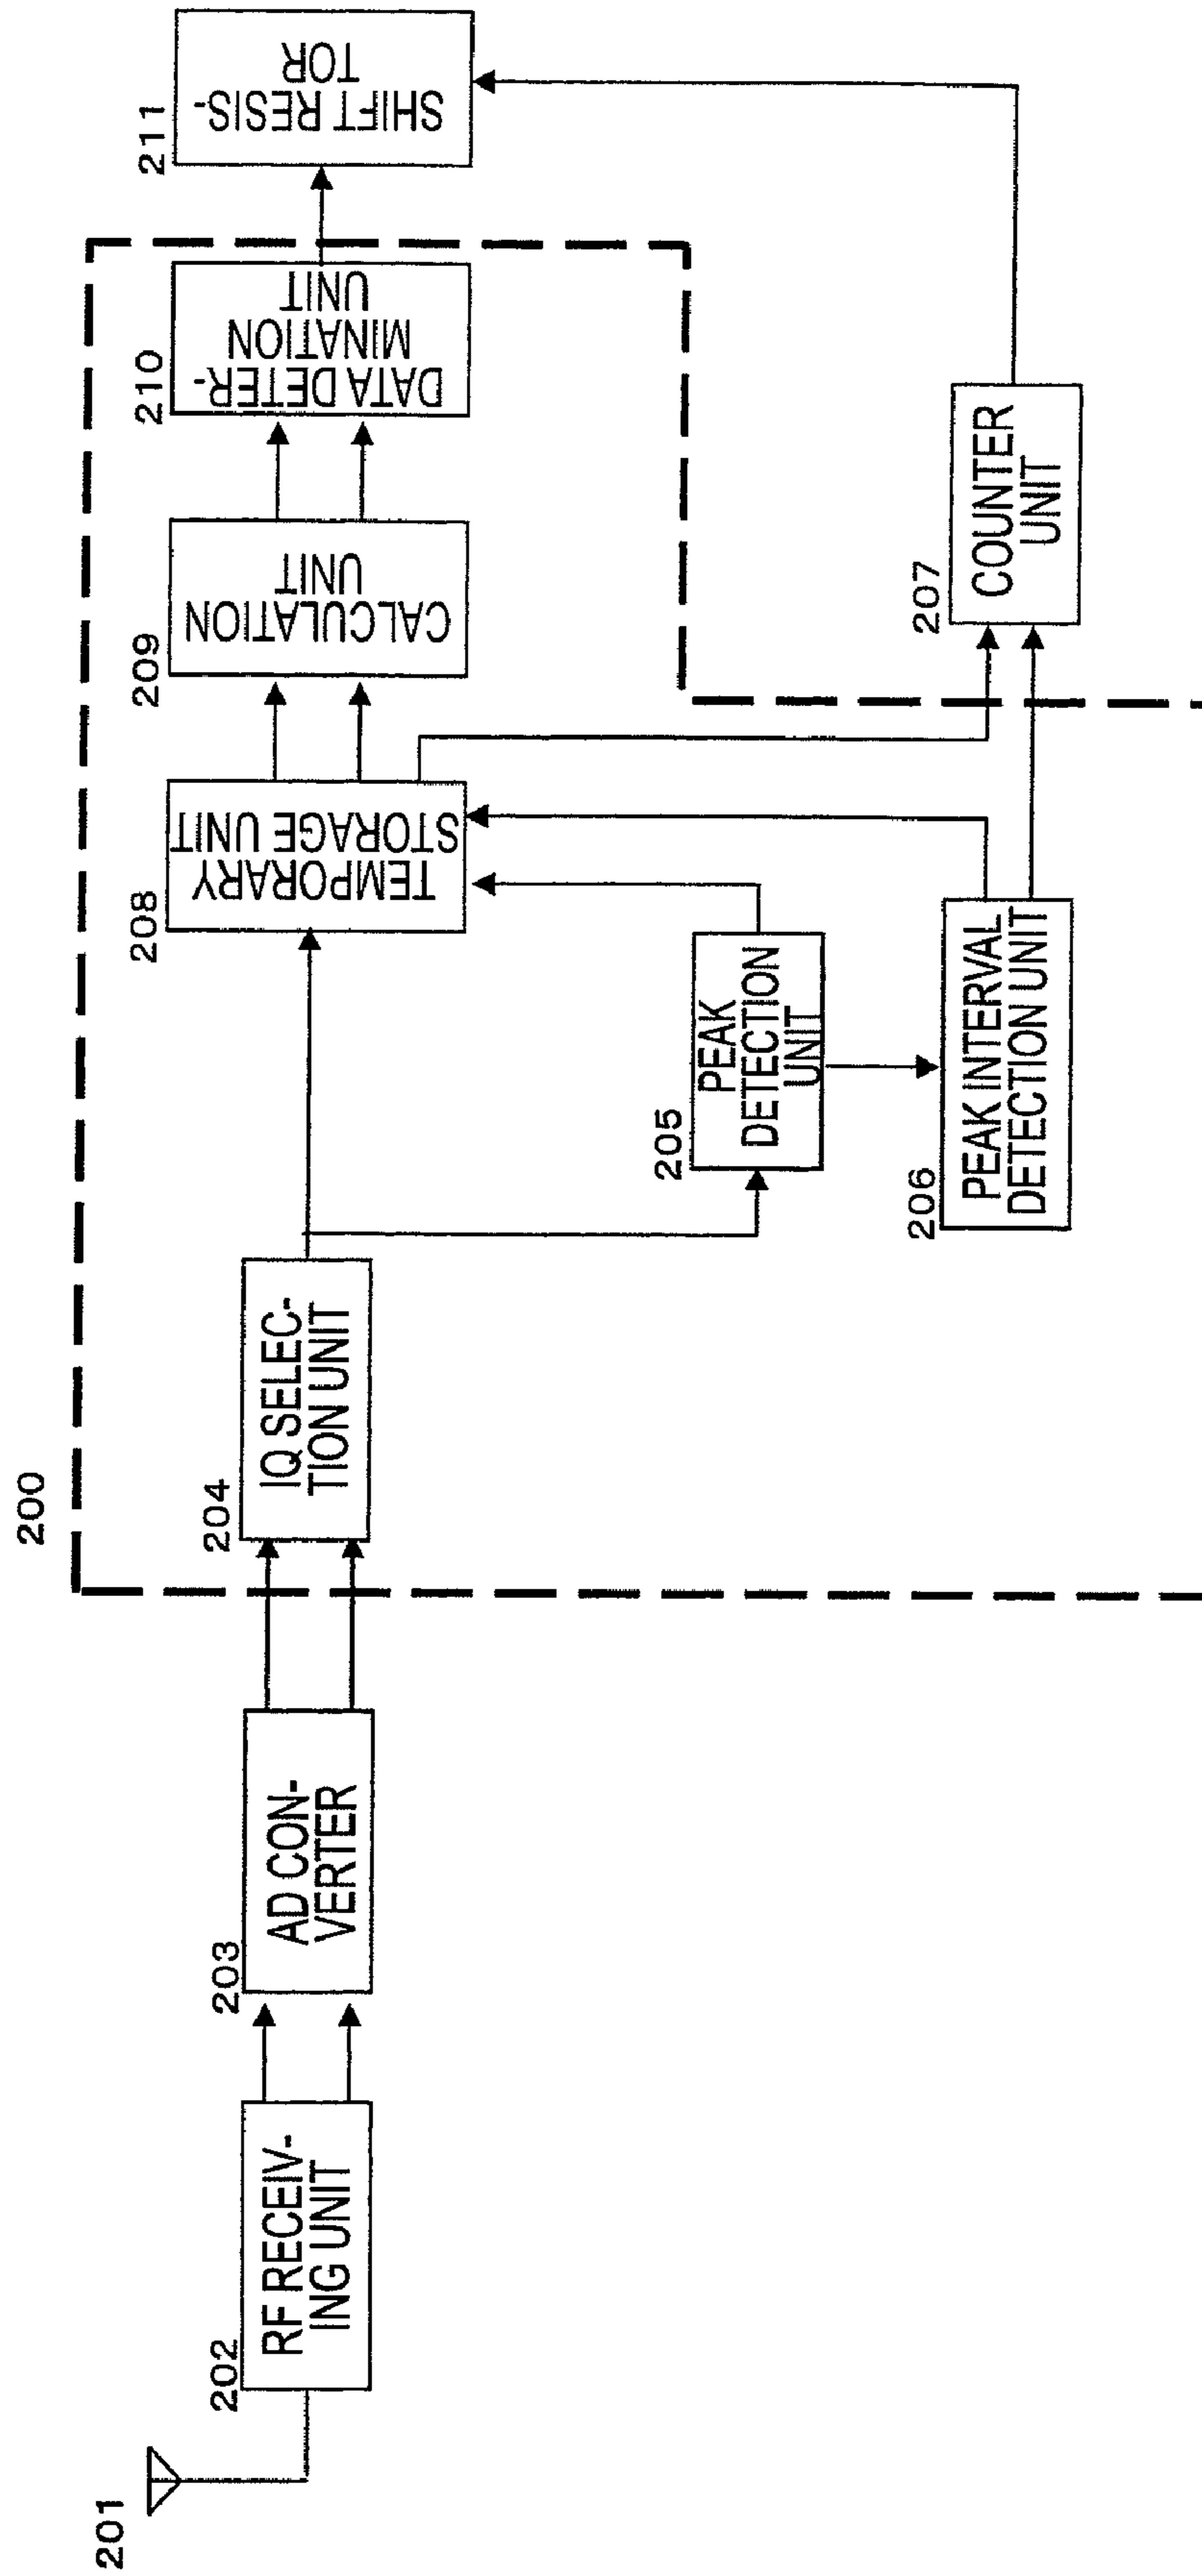 200
201
202
RF RECEIV-
ING UNIT
203
AD CON-
VERTER
204
IQ SELEC-
TION UNIT
205
PEAK
DETECTION
UNIT
206
PEAK INTERVAL
DETECTION UNIT
207
COUNTER
UNIT
208
TEMPORARY
STORAGE UNIT
209
CALCULATION
UNIT
210
DATA DETER-
MINATION
UNIT
211
SHIFT RESIS-
TOR